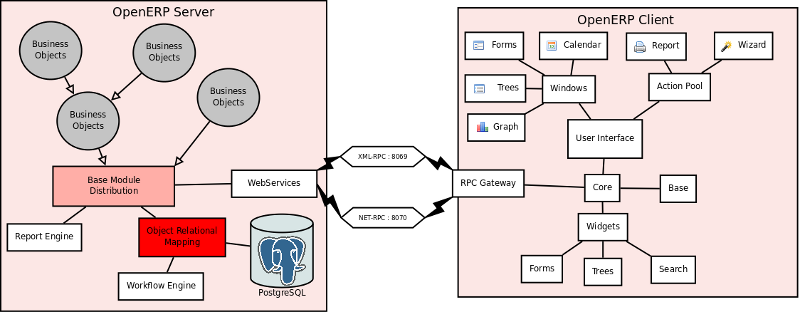 OpenERP Server
Business
Objects
Business
Objects
Business
Objects
Business
Objects
Base Module
Distribution
WebServices
Report Engine
Object Relational
Mapping
Workflow Engine
PostgreSQL
XML-RPC : 8069
NET-RPC : 8070
OpenERP Client
Forms
Calendar
Report
Wizard
Trees
Windows
Action Pool
Graph
User Interface
RPC Gateway
Core
Base
Widgets
Forms
Trees
Search